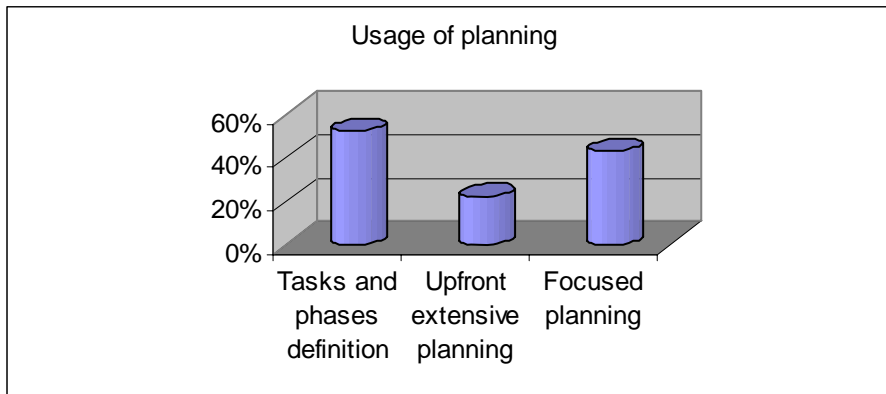 Usage of planning
60%
40%
20%
0%
Tasks and
phases
definition
Upfront
extensive
planning
Focused
planning